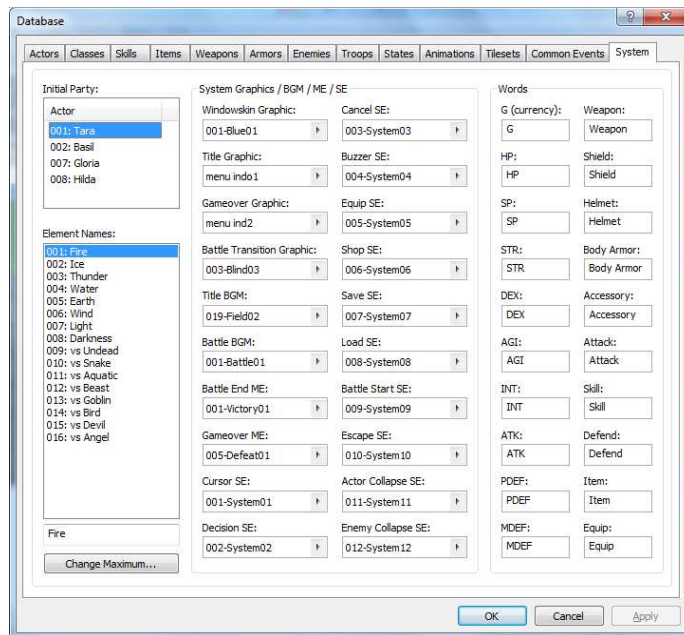 Database
Actors Classes Skills Items Weapons Armors Enemies Troops States Animations Tilesets Common Events System
Initial Party:
Actor
001: Tara
002: Basil
007: Gloria
008: Hilda
Element Names:
001: Fire
002: Ice
003: Thunder
004: Water
005: Earth
006: Wind
007: Light
008: Darkness
009: vs Undead
010: vs Snake
011: vs Aquatic
012: vs Beast
013: vs Goblin
014: vs Bird
015: vs Devil
016: vs Angel
Fire
Change Maximum...
System Graphics / BGM / ME / SE
Windowskin Graphic: Cancel SE:
001-Blue01 003-System03
Title Graphic: Buzzer SE:
menu indo1 004-System04
Gameover Graphic: Equip SE:
menu ind2 005-System05
Battle Transition Graphic: Shop SE:
003-Blind03 006-System06
Title BGM: Save SE:
019-Field02 007-System07
Battle BGM: Load SE:
001-Battle01 008-System08
Battle End ME: Battle Start SE:
001-Victory01 009-System09
Gameover ME: Escape SE:
005-Defeat01 010-System10
Cursor SE: Actor Collapse SE:
001-System01 011-System11
Decision SE: Enemy Collapse SE:
002-System02 012-System12
Words
G (currency): Weapon:
G Weapon
HP: Shield:
HP Shield
SP: Helmet:
SP Helmet
STR: Body Armor:
STR Body Armor
DEX: Accessory:
DEX Accessory
AGI: Attack:
AGI Attack
INT: Skill:
INT Skill
ATK: Defend:
ATK Defend
PDEF: Item:
PDEF Item
MDEF: Equip:
MDEF Equip
OK Cancel Apply